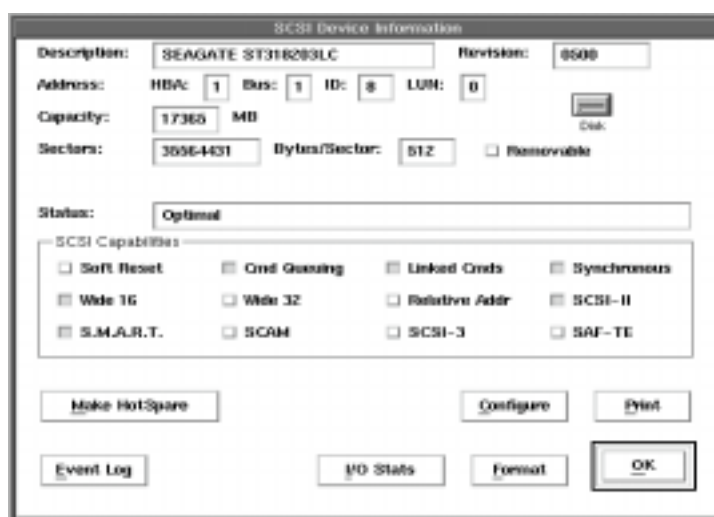 SCSI Device Information
Description: SEAGATE ST318203LC Revision: 0500
Address: HBA: 1 Bus: 1 ID: 8 LUN: 0
Capacity: 17365 MB
Disk
Sectors: 35564431 Bytes/Sector: 512 Removable
Status: Optimal
SCSI Capabilities
Soft Reset Cmd Queuing Linked Cmds Synchronous
Wide 16 Wide 32 Relative Addr SCSI-II
S.M.A.R.T. SCAM SCSI-3 SAF-TE
Make HotSpare Configure Print
Event Log I/O Stats Format OK